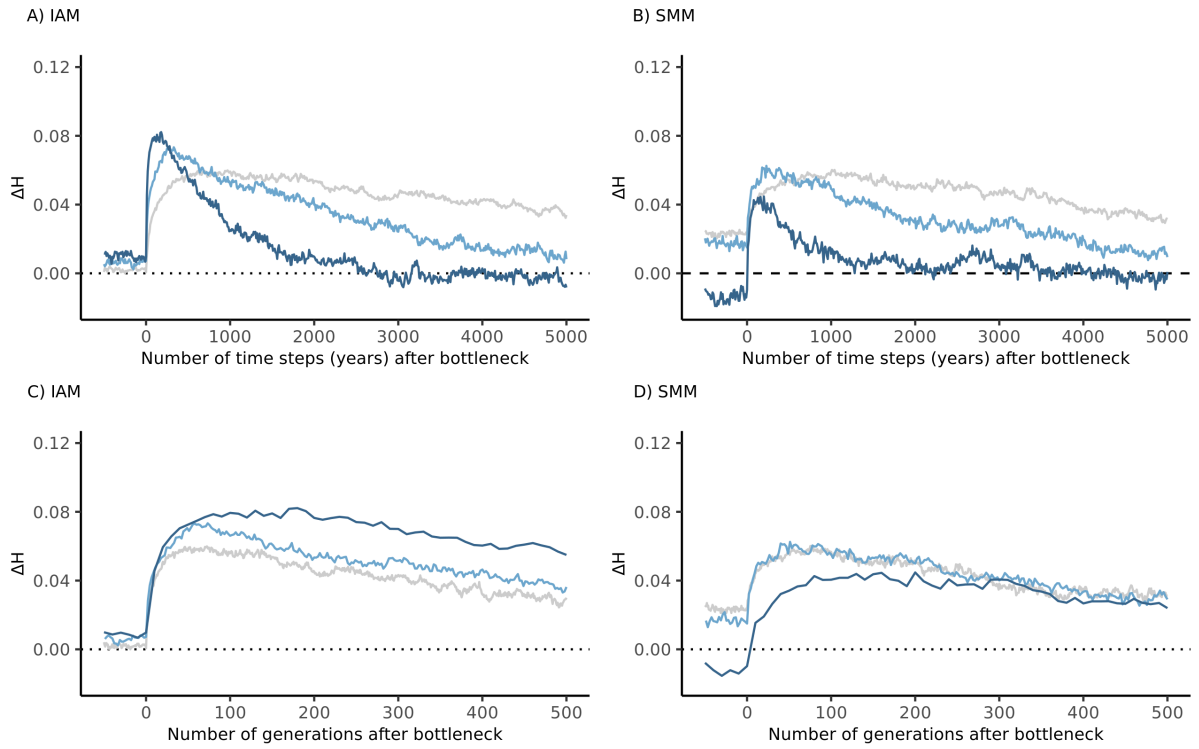 A) IAM
B) SMM
0.12
0.08
0.04
0.00
ΔH
0 1000 2000 3000 4000 5000
Number of time steps (years) after bottleneck
0.12
0.08
0.04
0.00
ΔH
0 1000 2000 3000 4000 5000
Number of time steps (years) after bottleneck
C) IAM
D) SMM
0.12
0.08
0.04
0.00
ΔH
0 100 200 300 400 500
Number of generations after bottleneck
0.12
0.08
0.04
0.00
ΔH
0 100 200 300 400 500
Number of generations after bottleneck